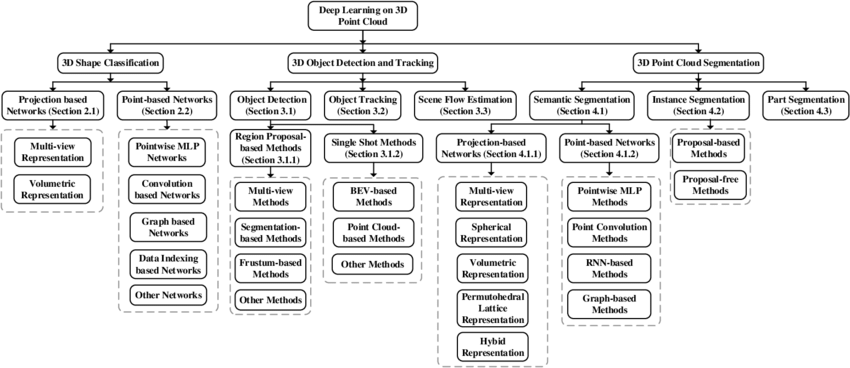 Deep Learning on 3D
Point Cloud
3D Shape Classification
3D Object Detection and Tracking
3D Point Cloud Segmentation
Projection based
Networks (Section 2.1)
Point-based Networks
(Section 2.2)
Object Detection
(Section 3.1)
Object Tracking
(Section 3.2)
Scene Flow Estimation
(Section 3.3)
Semantic Segmentation
(Section 4.1)
Instance Segmentation
(Section 4.2)
Part Segmentation
(Section 4.3)
Multi-view
Representation
Volumetric
Representation
Pointwise MLP
Networks
Convolution
based Networks
Graph based
Networks
Data Indexing
based Networks
Other Networks
Region Proposal-
based Methods
(Section 3.1.1)
Multi-view
Methods
Segmentation-
based Methods
Frustum-based
Methods
Other Methods
Single Shot Methods
(Section 3.1.2)
BEV-based
Methods
Point Cloud-
based Methods
Other Methods
Projection-based
Networks (Section 4.1.1)
Multi-view
Representation
Spherical
Representation
Volumetric
Representation
Permutohedral
Lattice
Representation
Hybid
Representation
Point-based Networks
(Section 4.1.2)
Pointwise MLP
Methods
Point Convolution
Methods
RNN-based
Methods
Graph-based
Methods
Proposal-based
Methods
Proposal-free
Methods